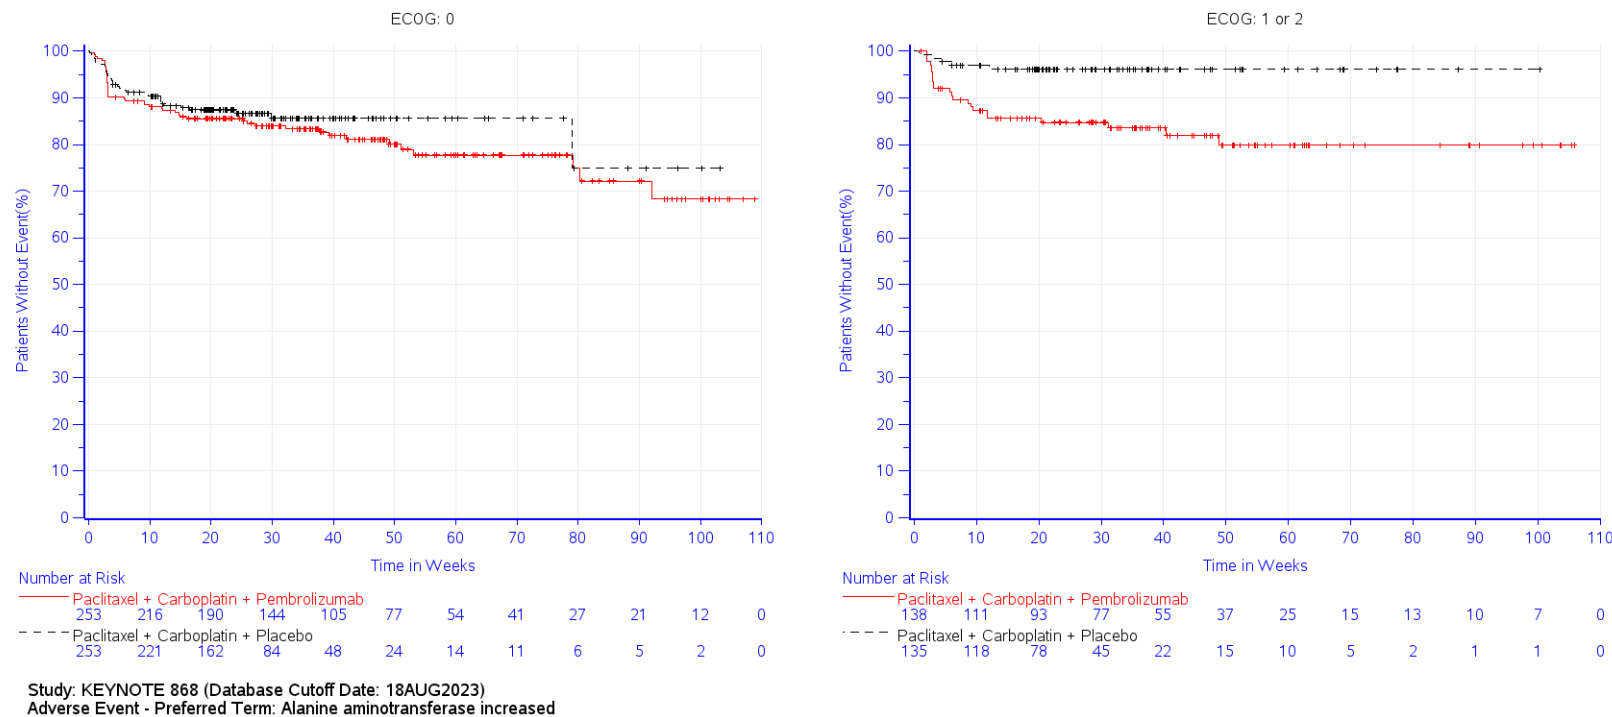 ECOG: 0
100
90
80
70
60
50
40
30
20
10
0
Patients Without Event(%)
0 10 20 30 40 50 60 70 80 90 100 110
Time in Weeks
Number at Risk
Paclitaxel + Carboplatin + Pembrolizumab
253 216 190 144 105 77 54 41 27 21 12 0
Paclitaxel + Carboplatin + Placebo
253 221 162 84 48 24 14 11 6 5 2 0
ECOG: 1 or 2
100
90
80
70
60
50
40
30
20
10
0
Patients Without Event(%)
0 10 20 30 40 50 60 70 80 90 100 110
Time in Weeks
Number at Risk
Paclitaxel + Carboplatin + Pembrolizumab
138 111 93 77 55 37 25 15 13 10 7 0
Paclitaxel + Carboplatin + Placebo
135 118 78 45 22 15 10 5 2 1 1 0
Study: KEYNOTE 868 (Database Cutoff Date: 18AUG2023)
Adverse Event - Preferred Term: Alanine aminotransferase increased